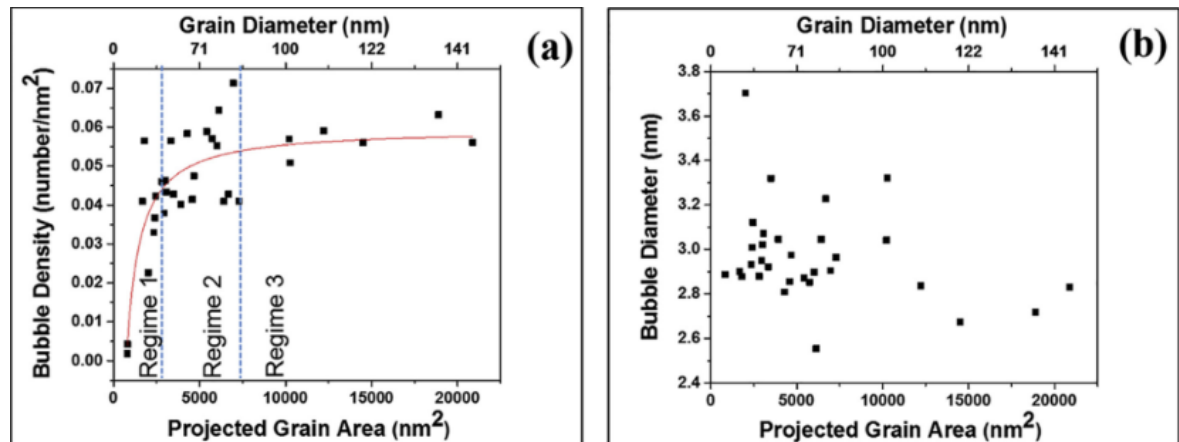 Grain Diameter (nm)
0 71 100 122 141
(a)
Bubble Density (number/nm²)
0.07
0.06
0.05
0.04
0.03
0.02
0.01
0.00
Regime 1
Regime 2
Regime 3
0 5000 10000 15000 20000
Projected Grain Area (nm²)
Grain Diameter (nm)
0 71 100 122 141
(b)
Bubble Diameter (nm)
3.8
3.6
3.4
3.2
3.0
2.8
2.6
2.4
0 5000 10000 15000 20000
Projected Grain Area (nm²)